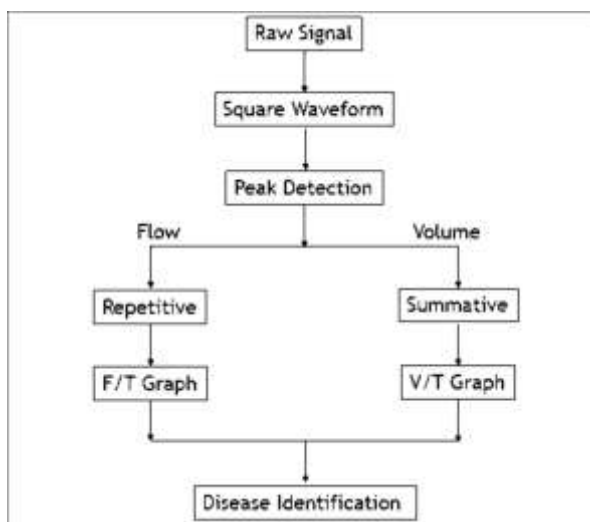 Raw Signal
Square Waveform
Peak Detection
Flow
Volume
Repetitive
Summative
F/T Graph
V/T Graph
Disease Identification